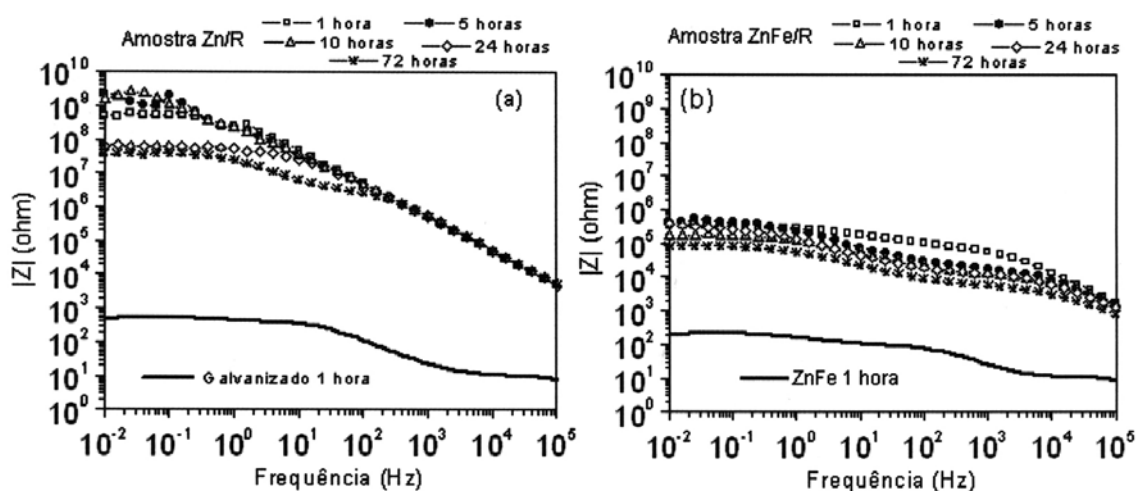 Amostra Zn/R
1 hora
5 horas
10 horas
24 horas
72 horas
(a)
|Z| (ohm)
10^10
10^9
10^8
10^7
10^6
10^5
10^4
10^3
10^2
10^1
10^0
Galvanizado 1 hora
10^-2 10^-1 10^0 10^1 10^2 10^3 10^4 10^5
Frequência (Hz)
Amostra ZnFe/R
1 hora
5 horas
10 horas
24 horas
72 horas
(b)
|Z| (ohm)
10^10
10^9
10^8
10^7
10^6
10^5
10^4
10^3
10^2
10^1
10^0
ZnFe 1 hora
10^-2 10^-1 10^0 10^1 10^2 10^3 10^4 10^5
Frequência (Hz)